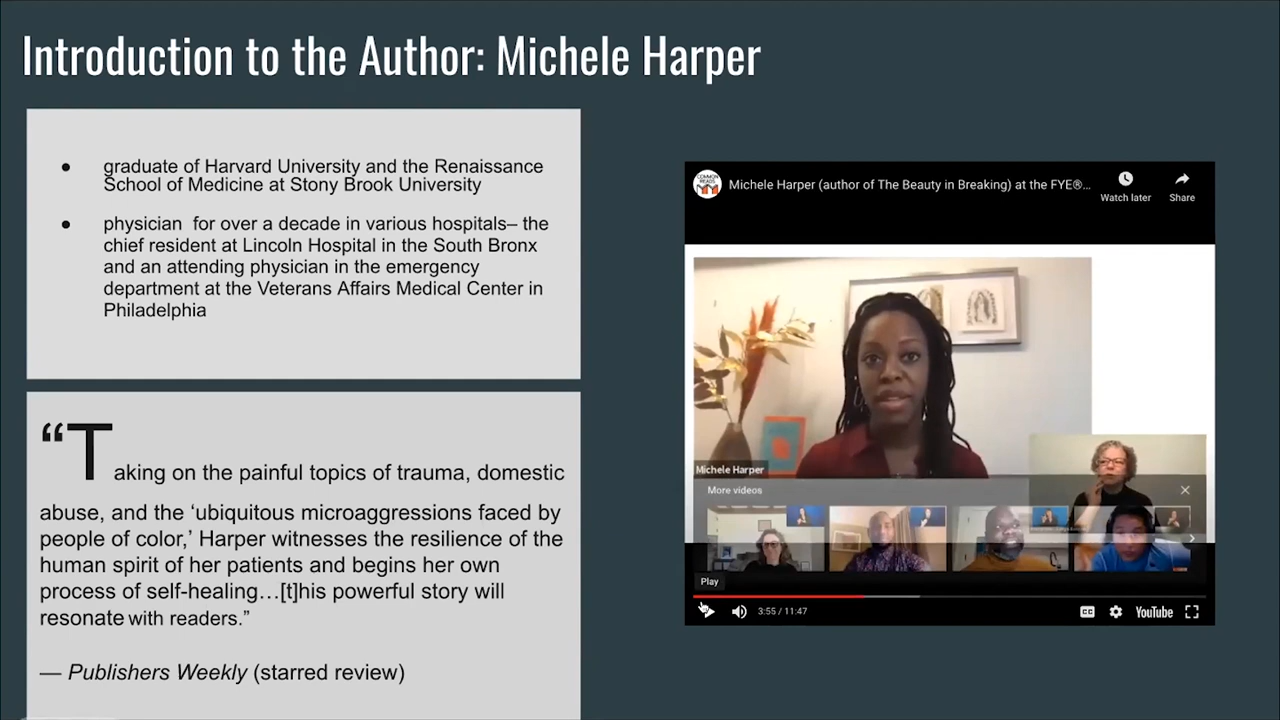 Introduction to the Author: Michele Harper
● graduate of Harvard University and the Renaissance
School of Medicine at Stony Brook University
● physician for over a decade in various hospitals– the
chief resident at Lincoln Hospital in the South Bronx
and an attending physician in the emergency
department at the Veterans Affairs Medical Center in
Philadelphia
“Taking on the painful topics of trauma, domestic
abuse, and the ‘ubiquitous microaggressions faced by
people of color,’ Harper witnesses the resilience of the
human spirit of her patients and begins her own
process of self-healing…[t]his powerful story will
resonate with readers.”
— Publishers Weekly (starred review)
COMMON
READS
Michele Harper (author of The Beauty in Breaking) at the FYE®...
Watch later
Share
Michele Harper
More videos
Play
3:55 / 11:47
CC
YouTube